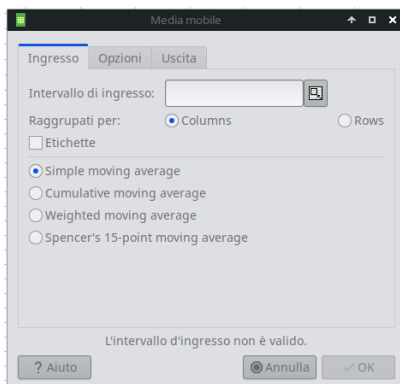 Media mobile
Ingresso Opzioni Uscita
Intervallo di ingresso:
Raggrupati per: Columns Rows
Etichette
Simple moving average
Cumulative moving average
Weighted moving average
Spencer's 15-point moving average
L'intervallo d'ingresso non è valido.
? Aiuto Annulla OK